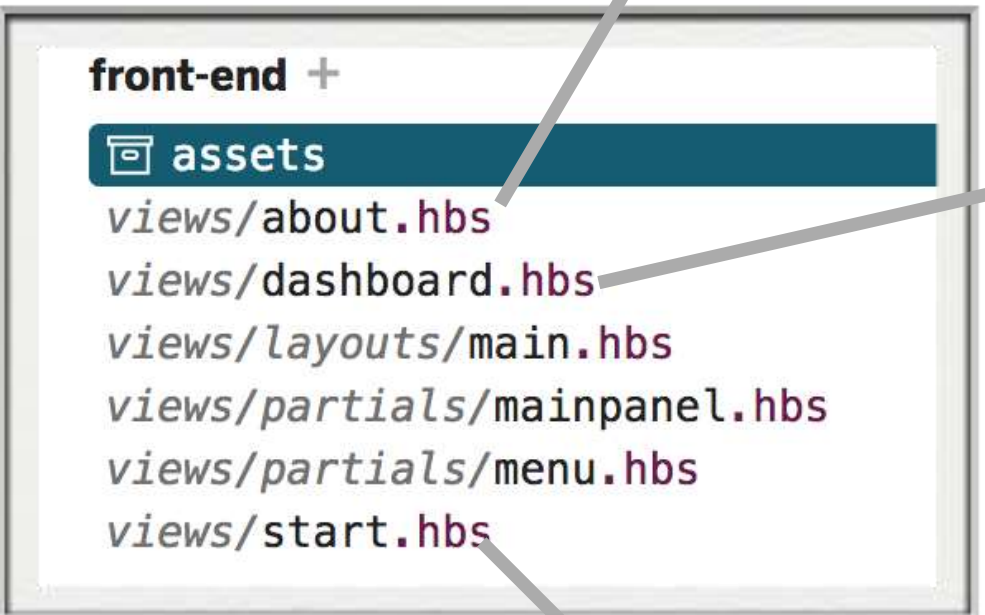 front-end +
assets
views/about.hbs
views/dashboard.hbs
views/layouts/main.hbs
views/partials/mainpanel.hbs
views/partials/menu.hbs
views/start.hbs